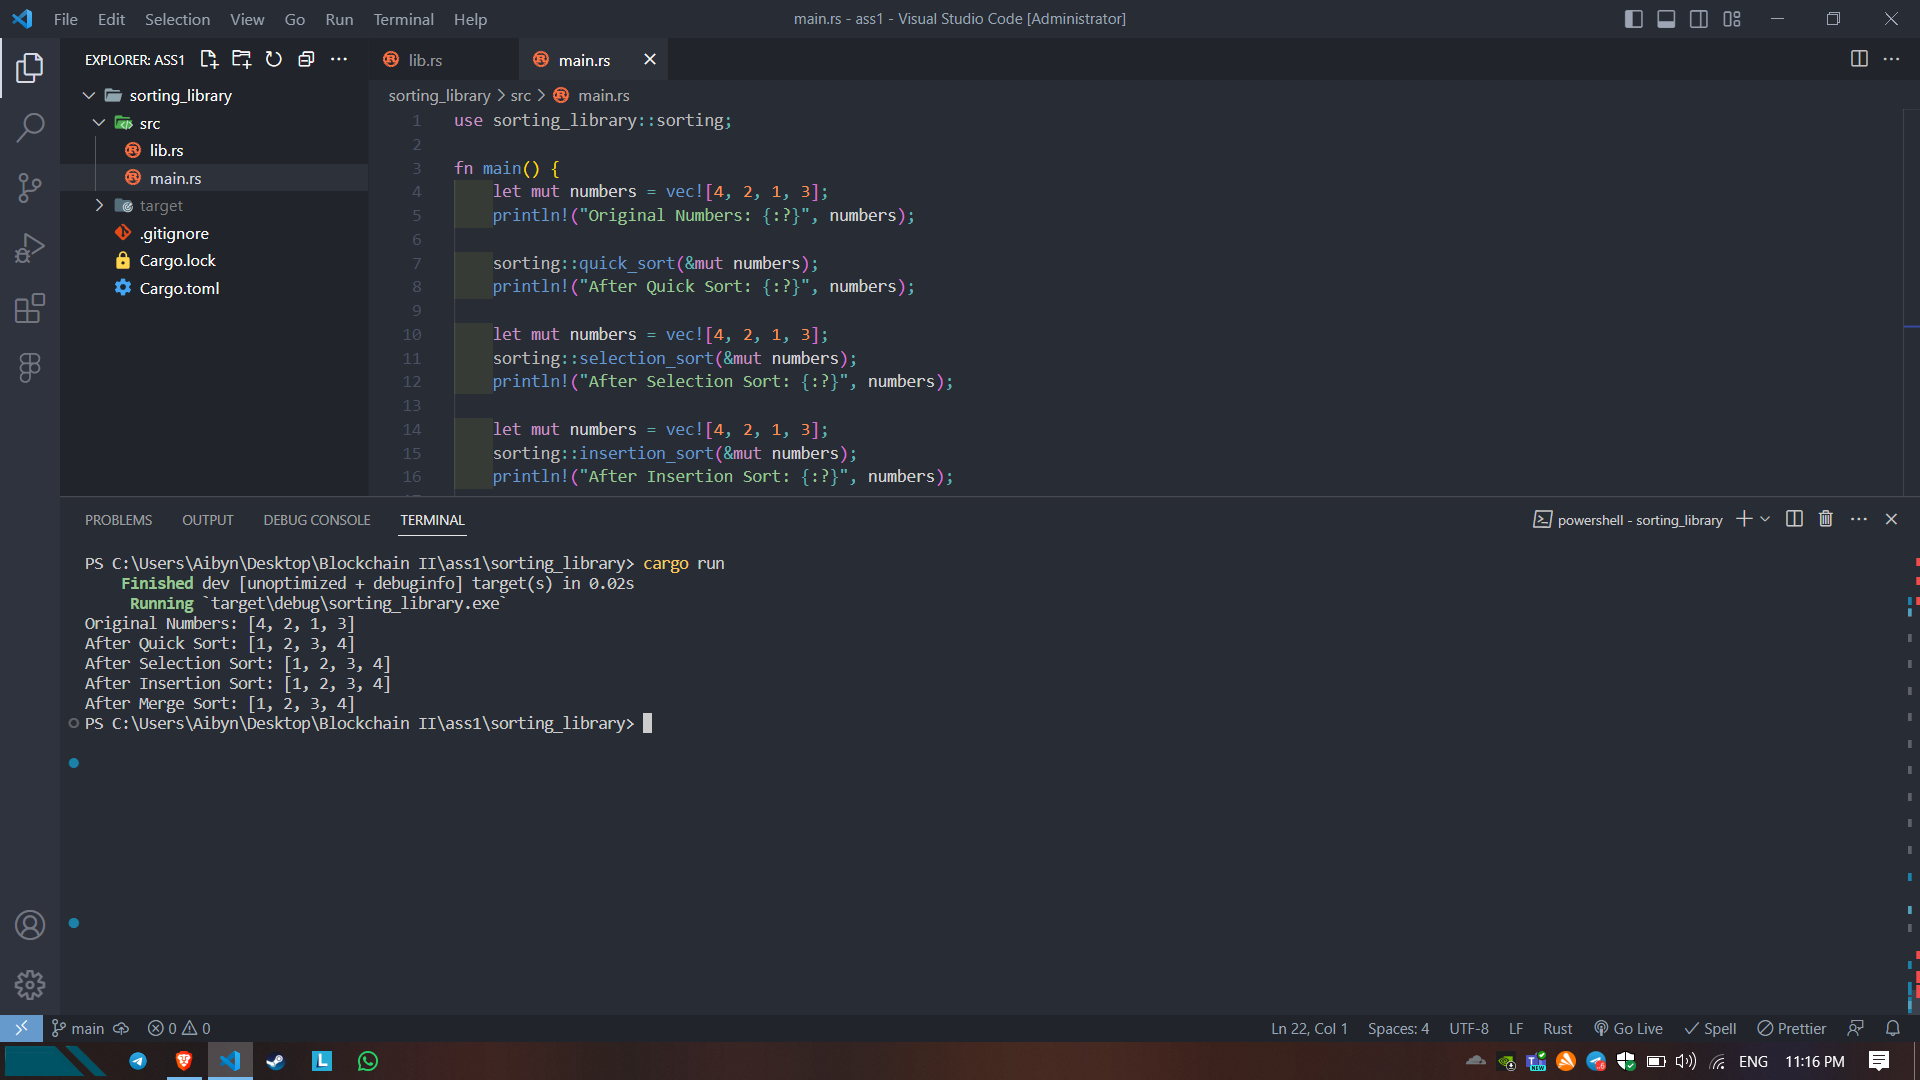 File Edit Selection View Go Run Terminal Help
main.rs - ass1 - Visual Studio Code [Administrator]
EXPLORER: ASS1
sorting_library
src
lib.rs
main.rs
target
.gitignore
Cargo.lock
Cargo.toml
lib.rs
main.rs
sorting_library > src > main.rs
1 use sorting_library::sorting;
2
3 fn main() {
4 let mut numbers = vec![4, 2, 1, 3];
5 println!("Original Numbers: {:?}", numbers);
6
7 sorting::quick_sort(&mut numbers);
8 println!("After Quick Sort: {:?}", numbers);
9
10 let mut numbers = vec![4, 2, 1, 3];
11 sorting::selection_sort(&mut numbers);
12 println!("After Selection Sort: {:?}", numbers);
13
14 let mut numbers = vec![4, 2, 1, 3];
15 sorting::insertion_sort(&mut numbers);
16 println!("After Insertion Sort: {:?}", numbers);
PROBLEMS OUTPUT DEBUG CONSOLE TERMINAL
powershell - sorting_library
PS C:\Users\Aibyn\Desktop\Blockchain II\ass1\sorting_library> cargo run
Finished dev [unoptimized + debuginfo] target(s) in 0.02s
Running `target\debug\sorting_library.exe`
Original Numbers: [4, 2, 1, 3]
After Quick Sort: [1, 2, 3, 4]
After Selection Sort: [1, 2, 3, 4]
After Insertion Sort: [1, 2, 3, 4]
After Merge Sort: [1, 2, 3, 4]
PS C:\Users\Aibyn\Desktop\Blockchain II\ass1\sorting_library>
main 0 0
Ln 22, Col 1 Spaces: 4 UTF-8 LF Rust Go Live Spell Prettier
L
ENG 11:16 PM